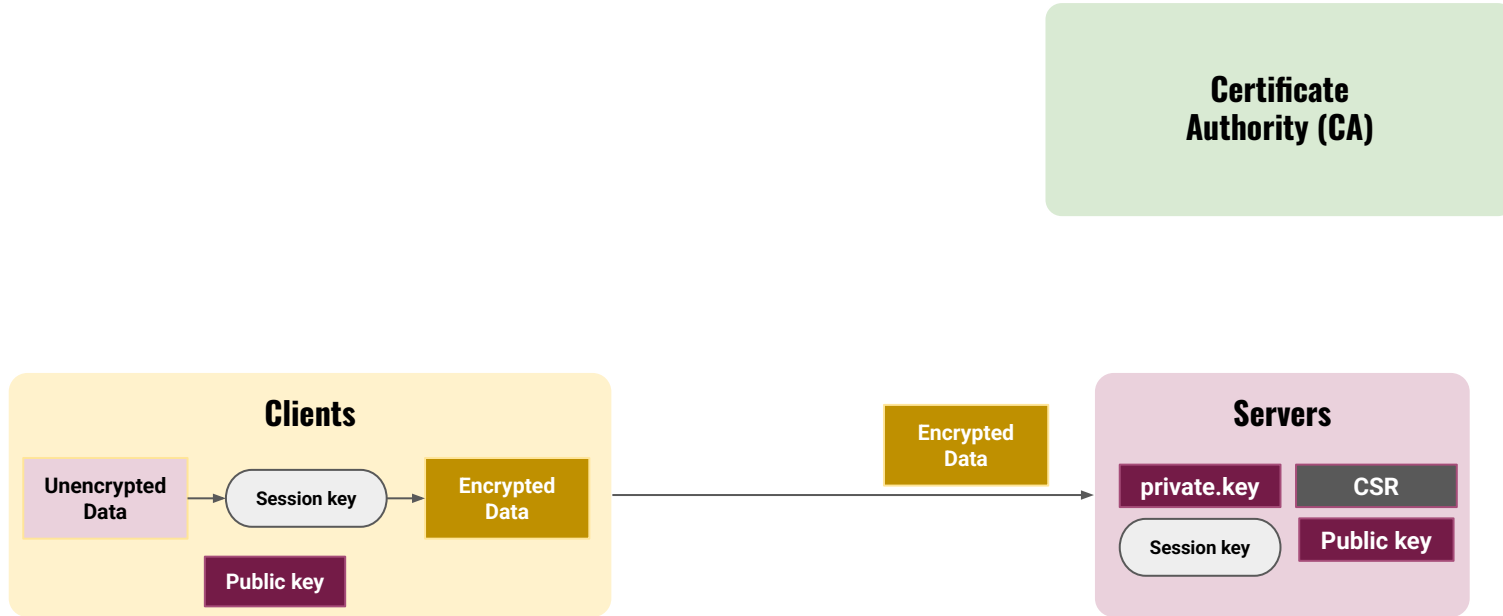 Certificate
Authority (CA)
Clients
Unencrypted
Data
Session key
Encrypted
Data
Public key
Encrypted
Data
Servers
private.key
CSR
Session key
Public key